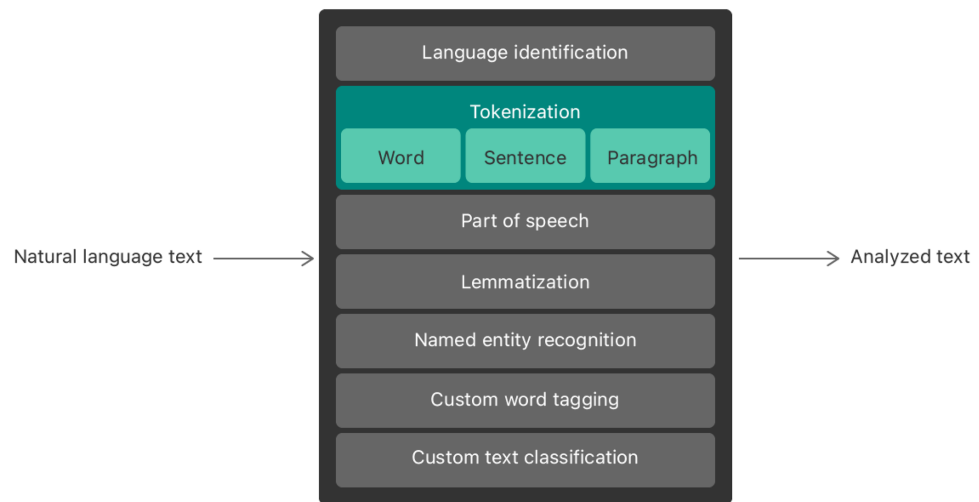 Language identification
Tokenization
Word Sentence Paragraph
Part of speech
Natural language text
Analyzed text
Lemmatization
Named entity recognition
Custom word tagging
Custom text classification